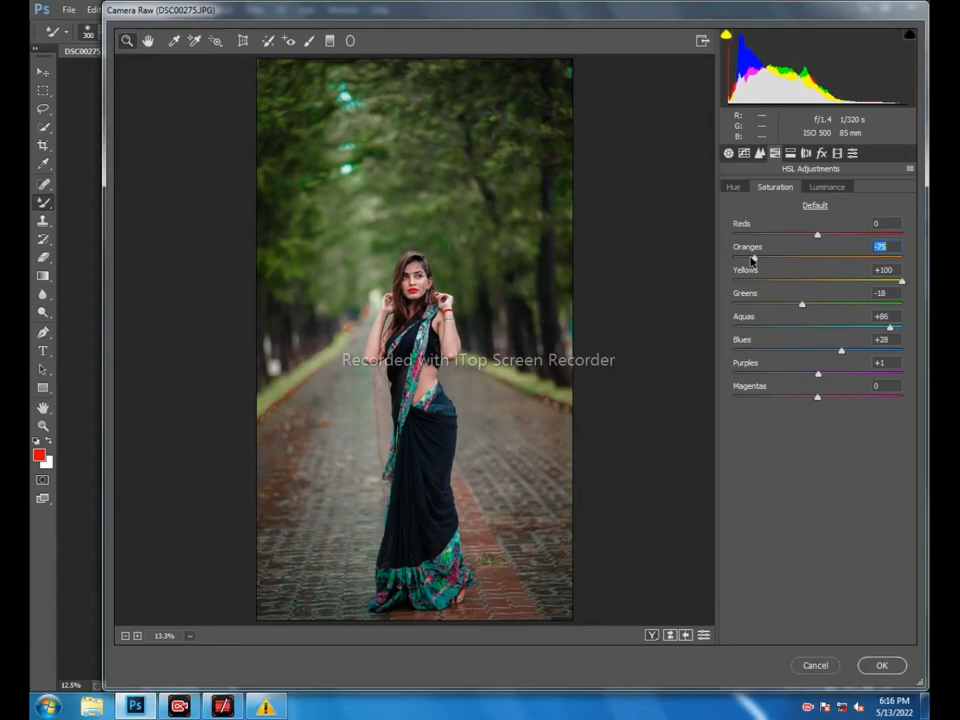 Ps File Edi
Camera Raw (DSC00275.JPG)
300
DSC00275
R: ---
G: ---
B: ---
f/1.4 1/320 s
ISO 500 85 mm
HSL Adjustments
Hue Saturation Luminance
Default
Reds 0
Oranges -75
Yellows +100
Greens -18
Aquas +86
Blues +28
Purples +1
Magentas 0
Recorded with iTop Screen Recorder
13.3%
Y
Cancel OK
12.5%
Ps
6:16 PM
5/13/2022